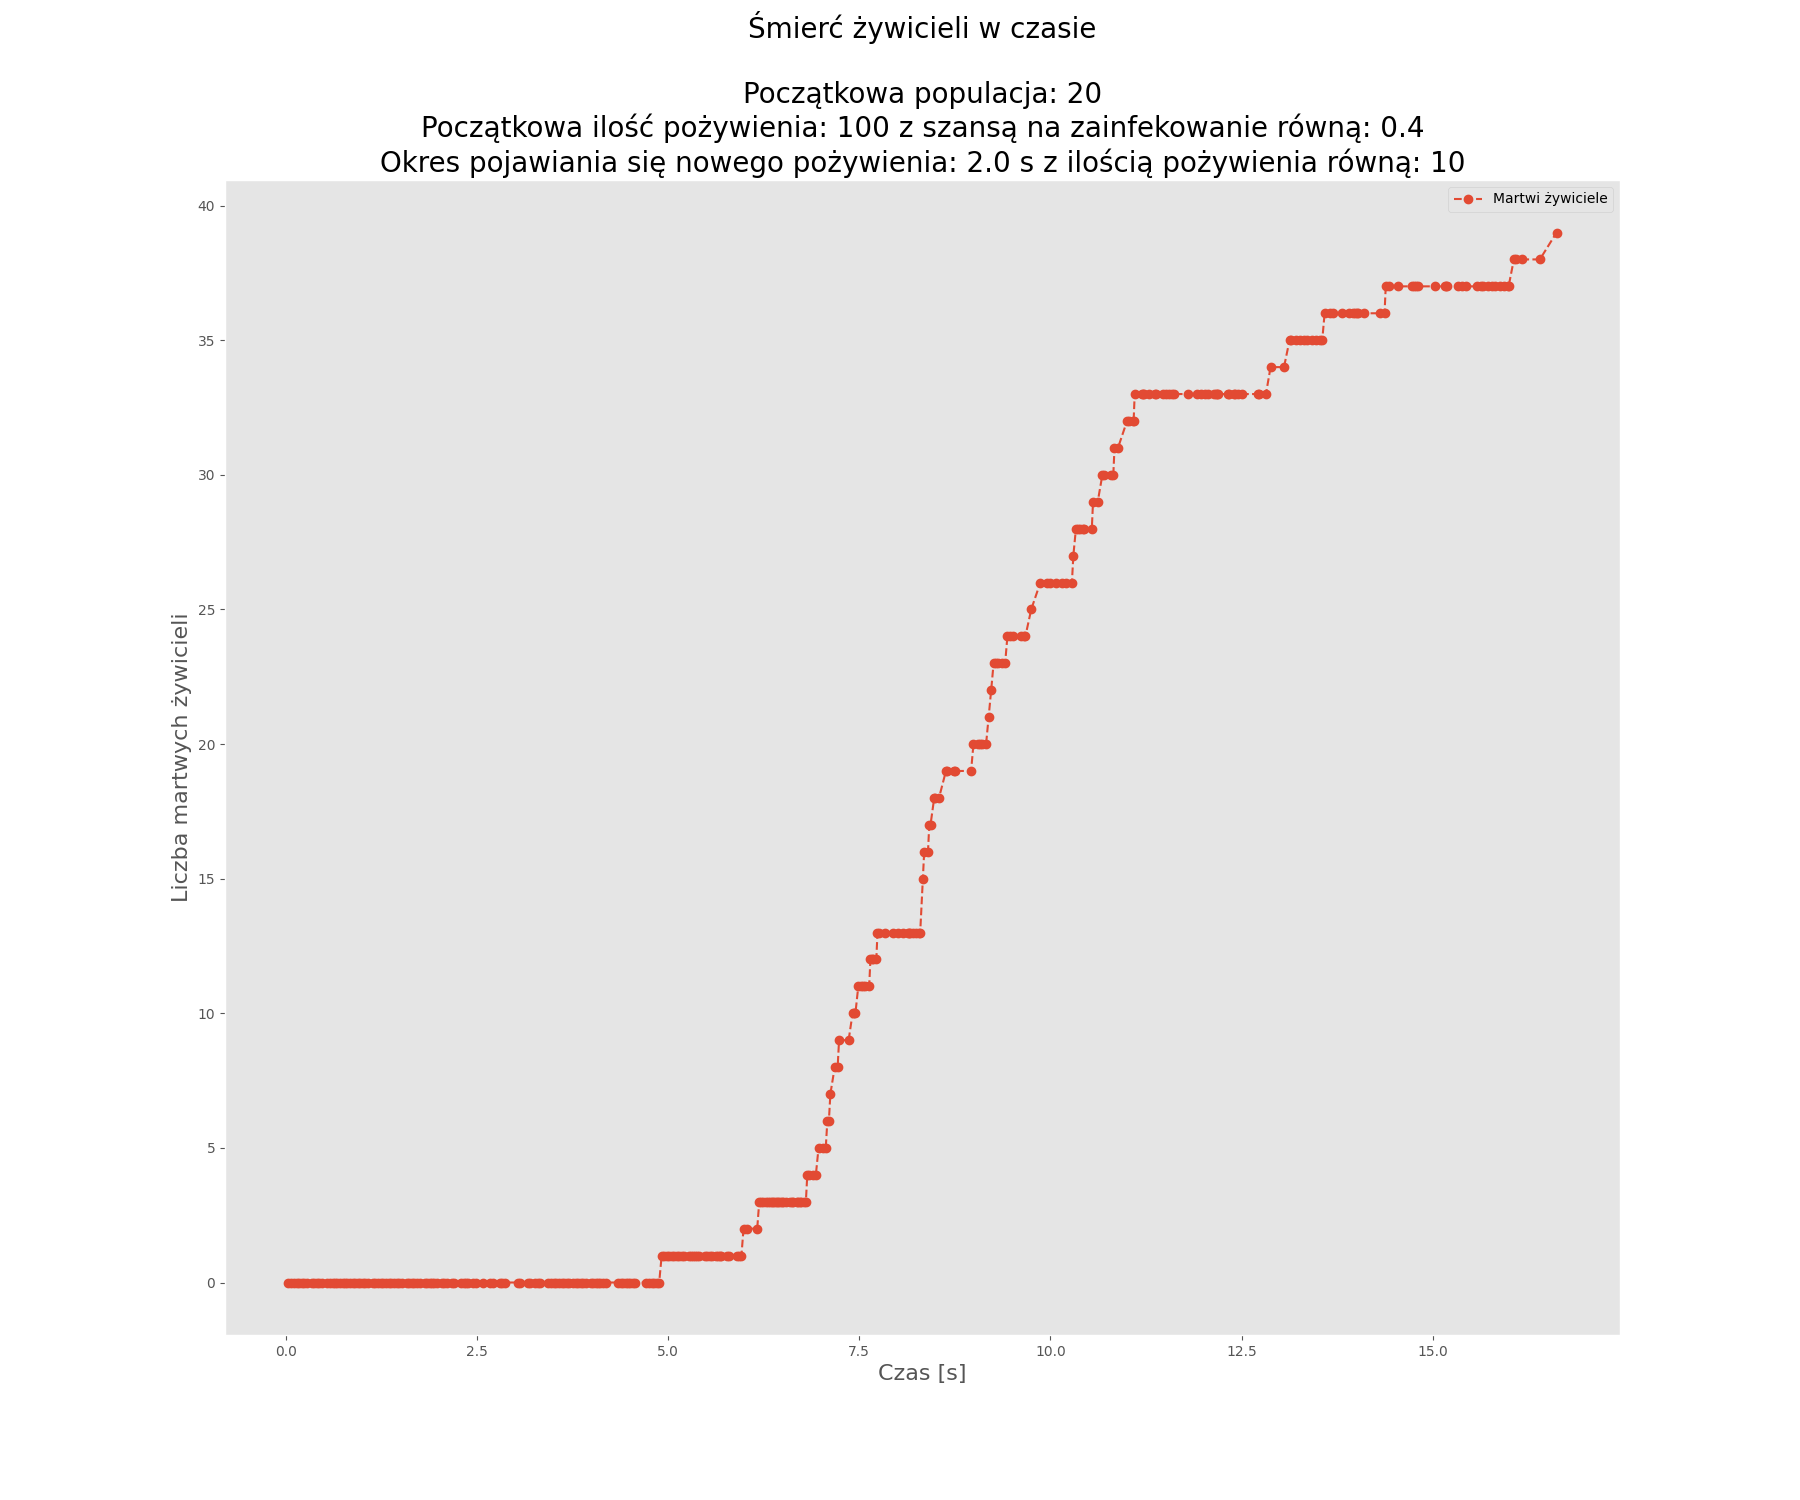 Śmierć żywicieli w czasie
Początkowa populacja: 20
Początkowa ilość pożywienia: 100 z szansą na zainfekowanie równą: 0.4
Okres pojawiania się nowego pożywienia: 2.0 s z ilością pożywienia równą: 10
Martwi żywiciele
40
35
30
25
20
15
10
5
0
Liczba martwych żywicieli
0.0 2.5 5.0 7.5 10.0 12.5 15.0
Czas [s]